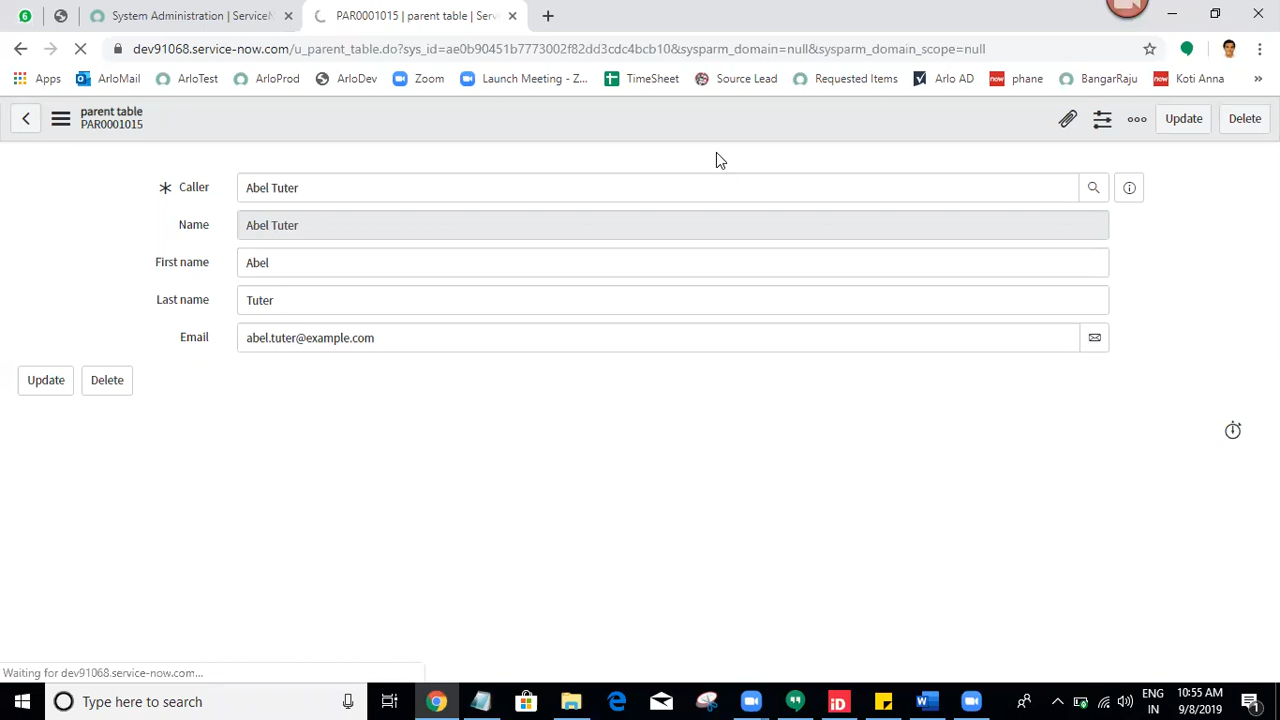 6
System Administration | ServiceN
PAR0001015 | parent table | Serv
dev91068.service-now.com/u_parent_table.do?sys_id=ae0b90451b7773002f82dd3cdc4bcb10&sysparm_domain=null&sysparm_domain_scope=null
Apps
ArloMail
ArloTest
ArloProd
ArloDev
Zoom
Launch Meeting - Z...
TimeSheet
Source Lead
Requested Items
Arlo AD
now phane
BangarRaju
now Koti Anna
»
parent table
PAR0001015
Update
Delete
Caller
Abel Tuter
Name
Abel Tuter
First name
Abel
Last name
Tuter
Email
abel.tuter@example.com
Update
Delete
Waiting for dev91068.service-now.com...
Type here to search
ENG
IN
10:55 AM
9/8/2019
1